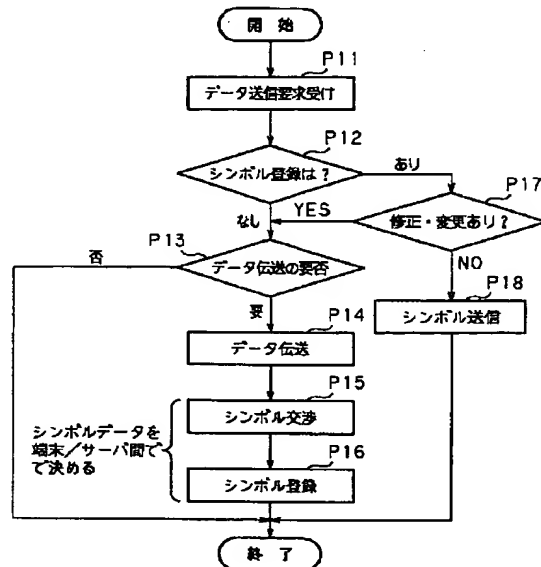 開 始
P11
データ送信要求受け
P12
シンボル登録は?
あり
P17
なし
YES
修正・変更あり?
P13
否
データ伝送の要否
NO
P18
要
P14
シンボル送信
データ伝送
P15
シンボルデータを
端末/サーバ間で
で決める
シンボル交渉
P16
シンボル登録
終 了